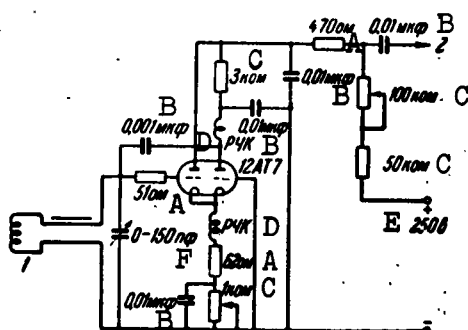 470ом A 0,01мкф B
2
C
3ком
0,01мкф
B 100ком C
B
0,001мкф
0,01мкф
D РЧК B
12AT7
51ом
A
50ком C
РЧК D
E 250В
1
0-150пф
F 62ом A
1ком C
0,01мкф
B